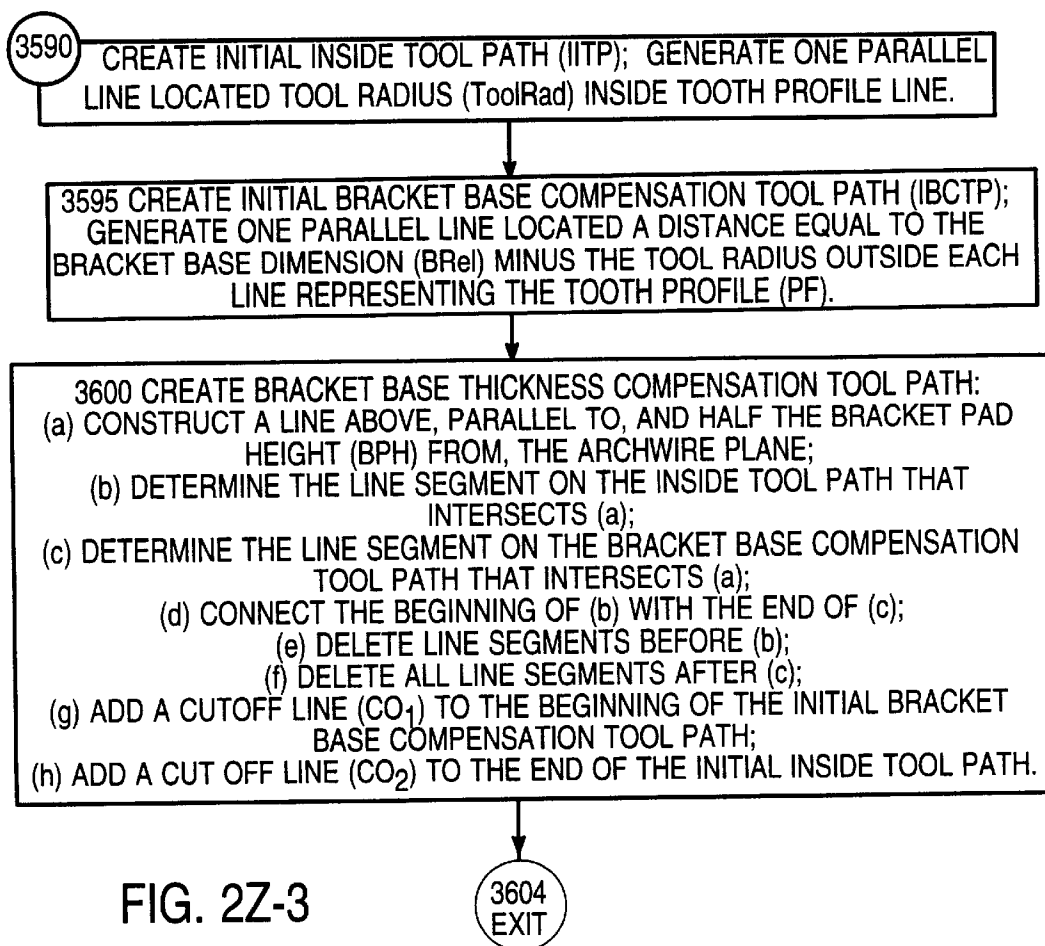 3590
CREATE INITIAL INSIDE TOOL PATH (IITP); GENERATE ONE PARALLEL
LINE LOCATED TOOL RADIUS (ToolRad) INSIDE TOOTH PROFILE LINE.
3595 CREATE INITIAL BRACKET BASE COMPENSATION TOOL PATH (IBCTP);
GENERATE ONE PARALLEL LINE LOCATED A DISTANCE EQUAL TO THE
BRACKET BASE DIMENSION (BRel) MINUS THE TOOL RADIUS OUTSIDE EACH
LINE REPRESENTING THE TOOTH PROFILE (PF).
3600 CREATE BRACKET BASE THICKNESS COMPENSATION TOOL PATH:
(a) CONSTRUCT A LINE ABOVE, PARALLEL TO, AND HALF THE BRACKET PAD
HEIGHT (BPH) FROM, THE ARCHWIRE PLANE;
(b) DETERMINE THE LINE SEGMENT ON THE INSIDE TOOL PATH THAT
INTERSECTS (a);
(c) DETERMINE THE LINE SEGMENT ON THE BRACKET BASE COMPENSATION
TOOL PATH THAT INTERSECTS (a);
(d) CONNECT THE BEGINNING OF (b) WITH THE END OF (c);
(e) DELETE LINE SEGMENTS BEFORE (b);
(f) DELETE ALL LINE SEGMENTS AFTER (c);
(g) ADD A CUTOFF LINE (CO1) TO THE BEGINNING OF THE INITIAL BRACKET
BASE COMPENSATION TOOL PATH;
(h) ADD A CUT OFF LINE (CO2) TO THE END OF THE INITIAL INSIDE TOOL PATH.
3604
EXIT
FIG. 2Z-3